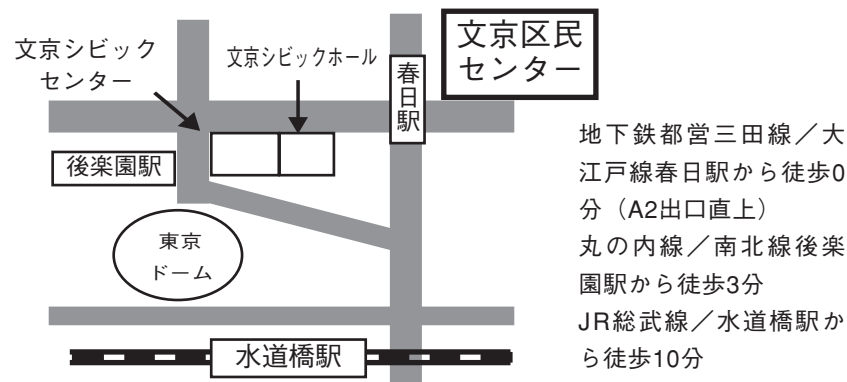 文京シビック
センター
文京シビックホール
春日駅
文京区民
センター
後楽園駅
東京
ドーム
水道橋駅
地下鉄都営三田線／大
江戸線春日駅から徒歩0
分（A2出口直上）
丸の内線／南北線後楽
園駅から徒歩3分
JR総武線／水道橋駅か
ら徒歩10分